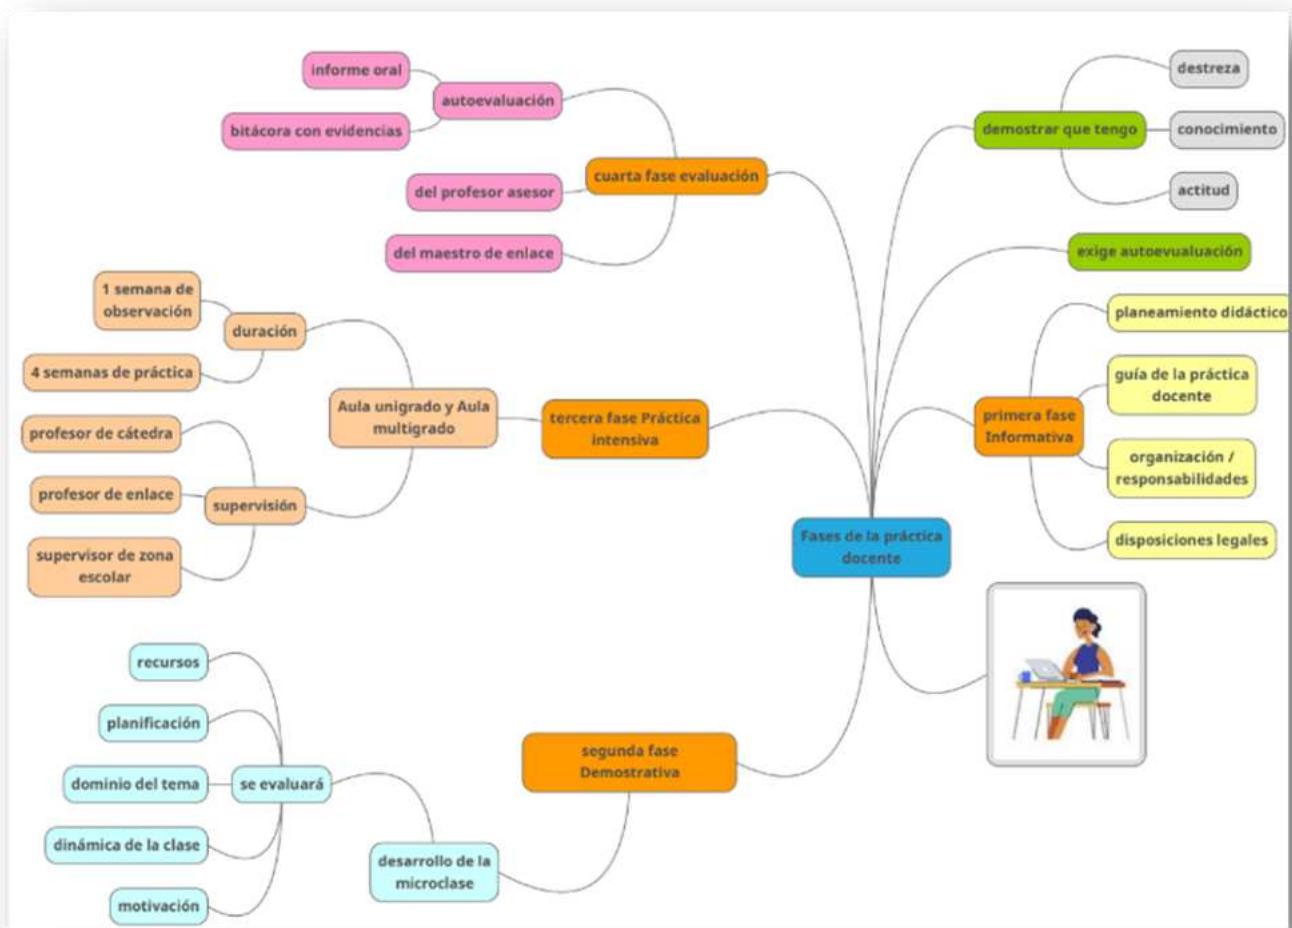 informe oral
autoevaluación
bitácora con evidencias
cuarta fase evaluación
del profesor asesor
del maestro de enlace
destreza
demostrar que tengo
conocimiento
actitud
exige autoevualuación
1 semana de
observación
duración
4 semanas de práctica
Aula unigrado y Aula
multigrado
tercera fase Práctica
intensiva
profesor de cátedra
profesor de enlace
supervisión
supervisor de zona
escolar
planeamiento didáctico
guía de la práctica
docente
primera fase
Informativa
organización /
responsabilidades
disposiciones legales
Fases de la práctica
docente
recursos
planificación
dominio del tema
se evaluará
dinámica de la clase
motivación
segunda fase
Demostrativa
desarrollo de la
microclase